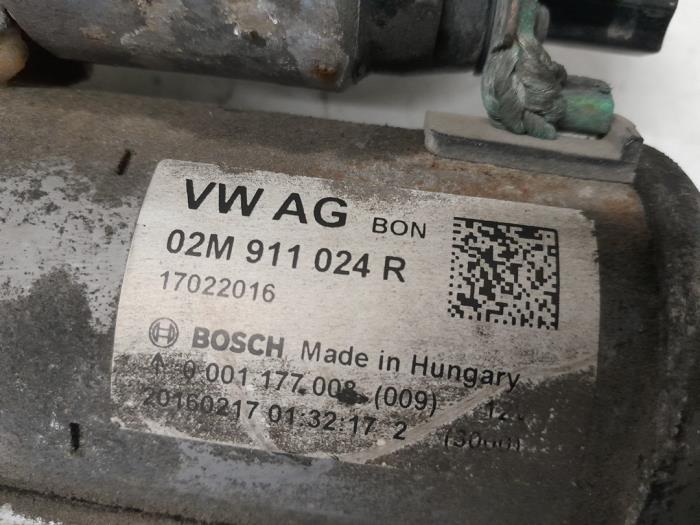 VW AG BON
02M 911 024 R
17022016
BOSCH Made in Hungary
0 001 177 008 (009)
20160217 01:32:17 2